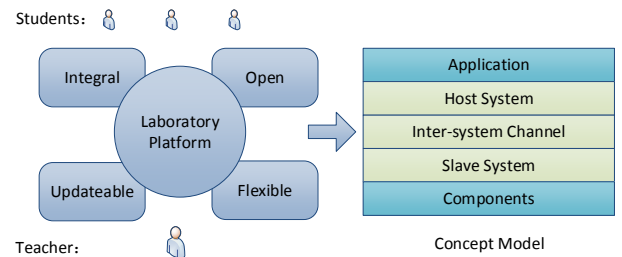 Students:
Integral
Open
Laboratory
Platform
Updateable
Flexible
Teacher:
Application
Host System
Inter-system Channel
Slave System
Components
Concept Model